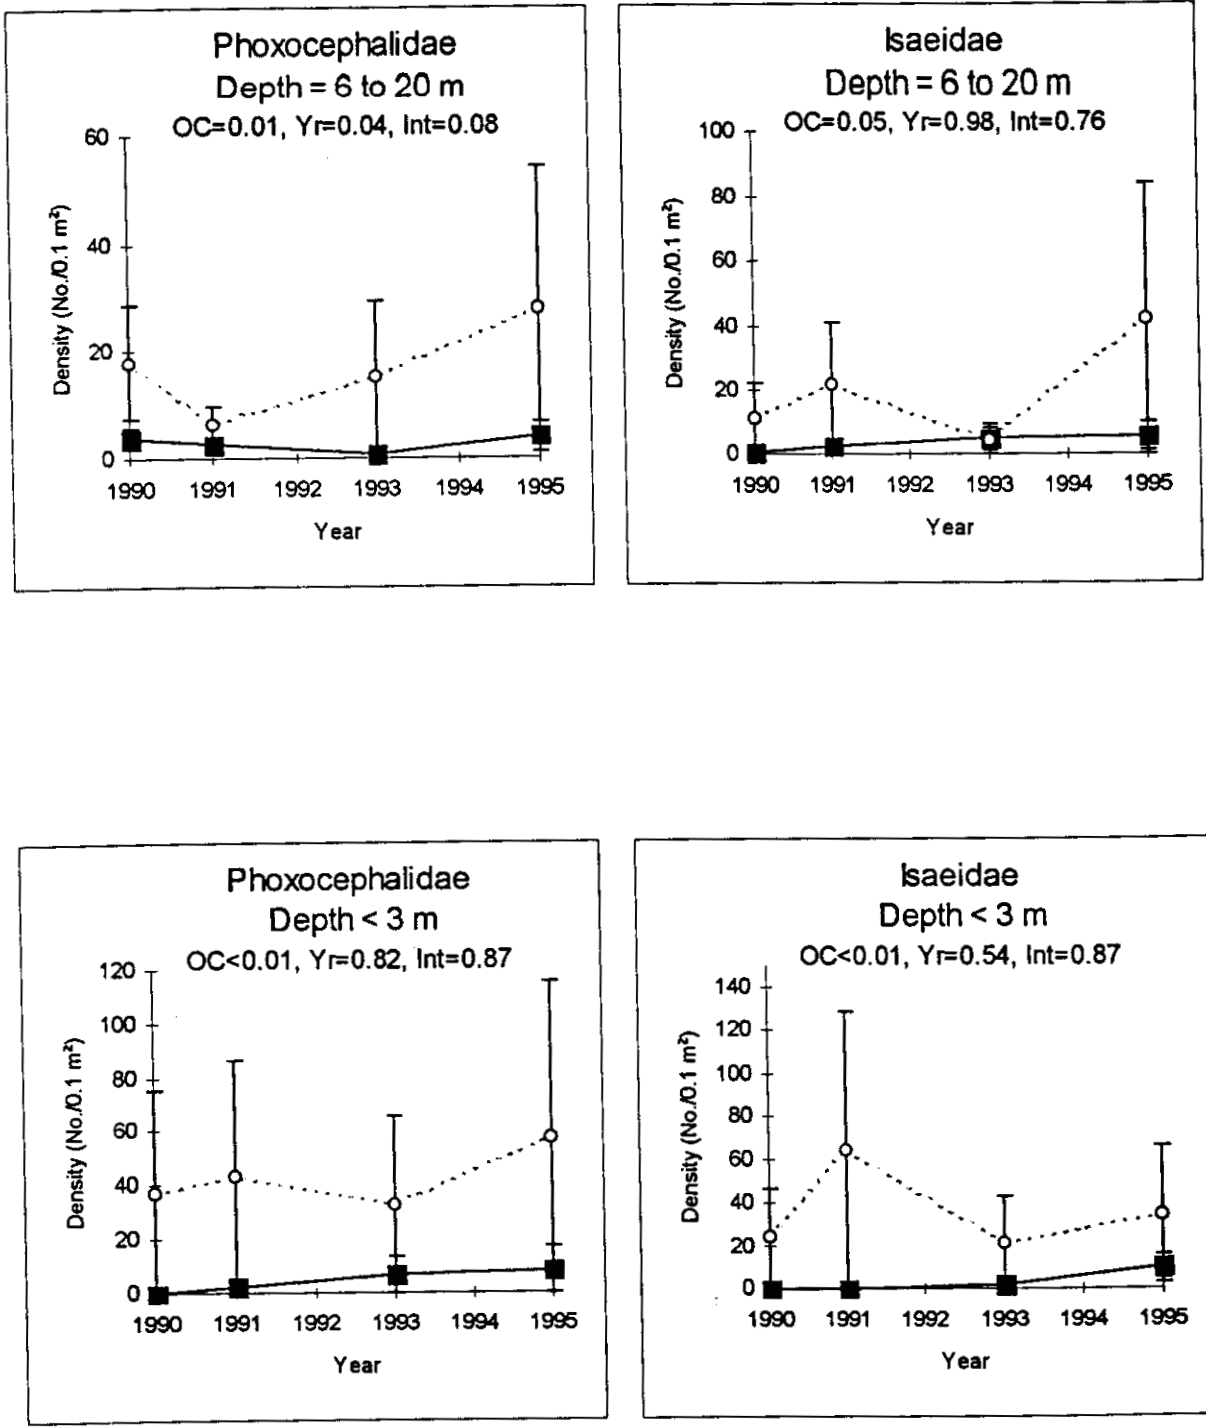 Phoxocephalidae
Depth = 6 to 20 m
OC=0.01, Yr=0.04, Int=0.08
60
40
20
0
Density (No./0.1 m²)
1990 1991 1992 1993 1994 1995
Year
Isaeidae
Depth = 6 to 20 m
OC=0.05, Yr=0.98, Int=0.76
100
80
60
40
20
0
Density (No./0.1 m²)
1990 1991 1992 1993 1994 1995
Year
Phoxocephalidae
Depth < 3 m
OC<0.01, Yr=0.82, Int=0.87
120
100
80
60
40
20
0
Density (No./0.1 m²)
1990 1991 1992 1993 1994 1995
Year
Isaeidae
Depth < 3 m
OC<0.01, Yr=0.54, Int=0.87
140
120
100
80
60
40
20
0
Density (No./0.1 m²)
1990 1991 1992 1993 1994 1995
Year